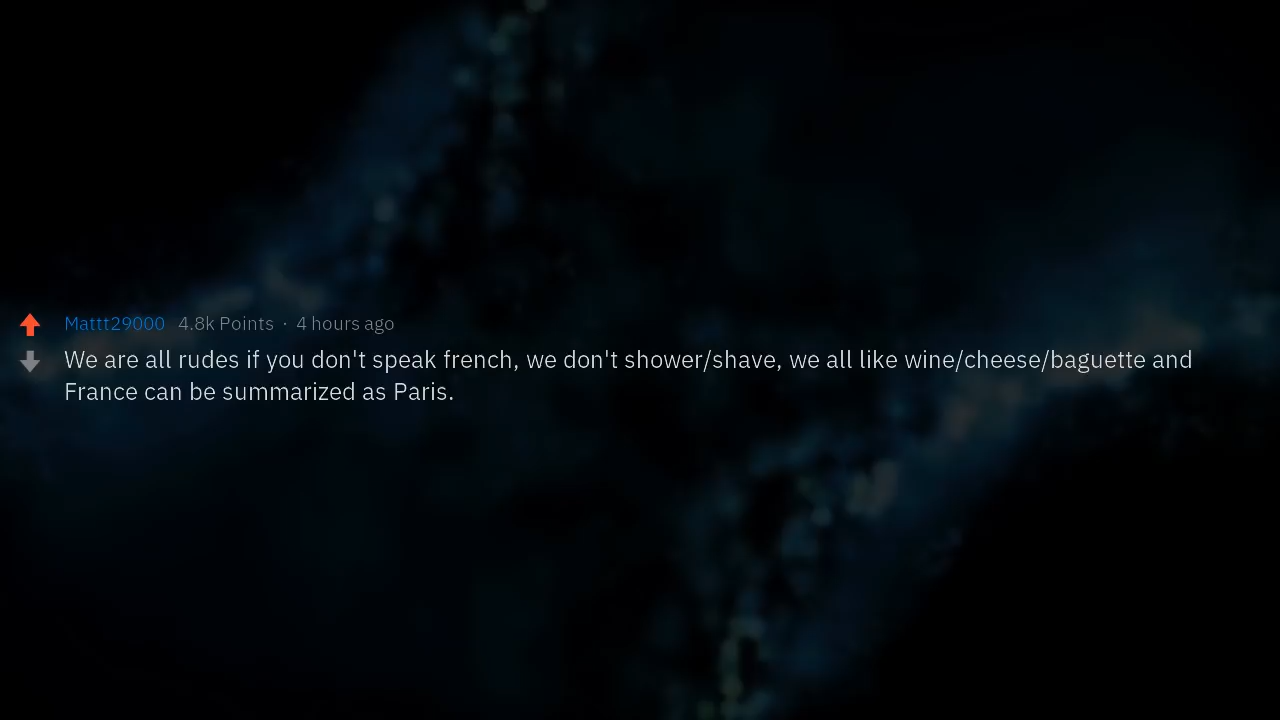 Mattt29000 4.8k Points · 4 hours ago
We are all rudes if you don't speak french, we don't shower/shave, we all like wine/cheese/baguette and
France can be summarized as Paris.